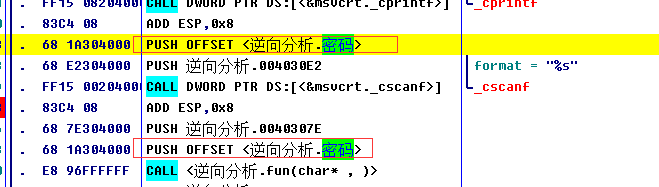 . FF15 08204000 CALL DWORD PTR DS:[<&msvcrt._cprintf>] _cprintf
. 83C4 08 ADD ESP,0x8
. 68 1A304000 PUSH OFFSET <逆向分析.密码>
. 68 E2304000 PUSH 逆向分析.004030E2 format = "%s"
. FF15 00204000 CALL DWORD PTR DS:[<&msvcrt._cscanf>] _cscanf
. 83C4 08 ADD ESP,0x8
. 68 7E304000 PUSH 逆向分析.0040307E
. 68 1A304000 PUSH OFFSET <逆向分析.密码>
. E8 96FFFFFF CALL <逆向分析.fun(char* , )>